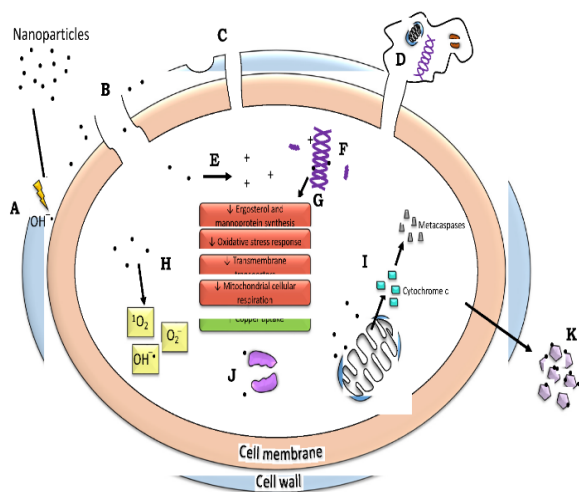 Nanoparticles
C
D
B
E
+
+
+
+
F
G
A
OH⁻•
↓ Ergosterol and
mannoprotein synthesis
↓ Oxidative stress response
↓ Transmembrane
↓ Mitochondrial cellular
respiration
Copper uptake
Metacaspases
H
I
Cytochrome c
¹O₂
O₂⁻
OH⁻•
J
K
Cell membrane
Cell wall